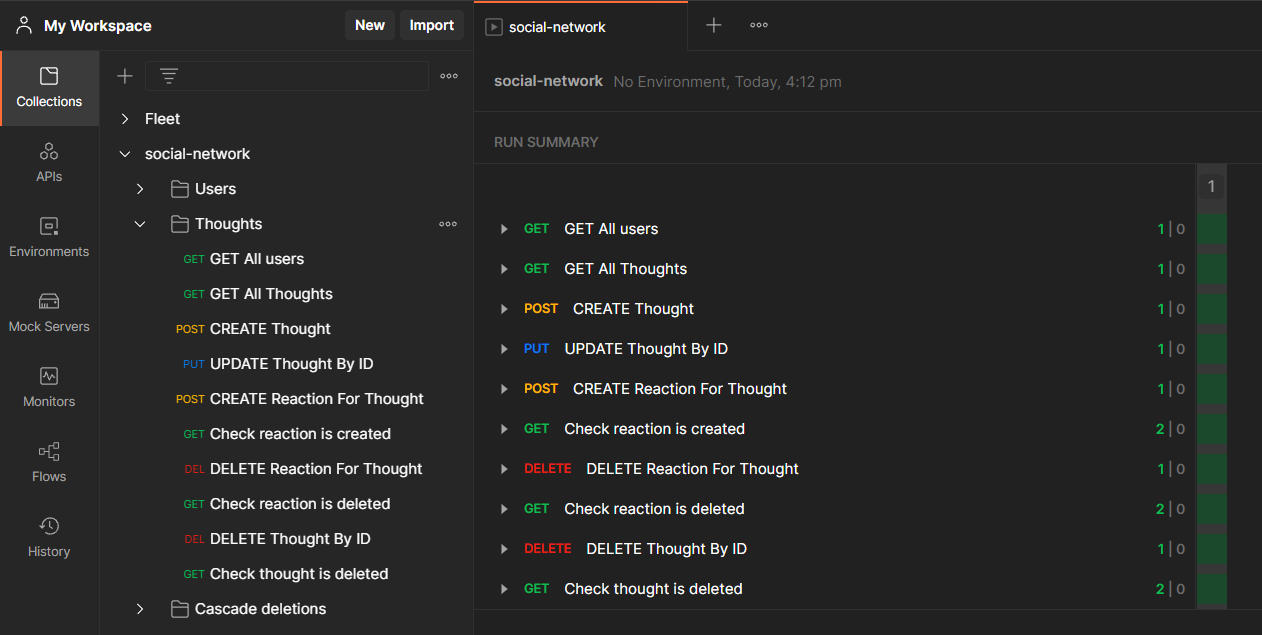 My Workspace
New
Import
Collections
APIs
Environments
Mock Servers
Monitors
Flows
History
Fleet
social-network
Users
Thoughts
GET GET All users
GET GET All Thoughts
POST CREATE Thought
PUT UPDATE Thought By ID
POST CREATE Reaction For Thought
GET Check reaction is created
DEL DELETE Reaction For Thought
GET Check reaction is deleted
DEL DELETE Thought By ID
GET Check thought is deleted
Cascade deletions
social-network
social-network No Environment, Today, 4:12 pm
RUN SUMMARY
1
GET GET All users 1 | 0
GET GET All Thoughts 1 | 0
POST CREATE Thought 1 | 0
PUT UPDATE Thought By ID 1 | 0
POST CREATE Reaction For Thought 1 | 0
GET Check reaction is created 2 | 0
DELETE DELETE Reaction For Thought 1 | 0
GET Check reaction is deleted 2 | 0
DELETE DELETE Thought By ID 1 | 0
GET Check thought is deleted 2 | 0